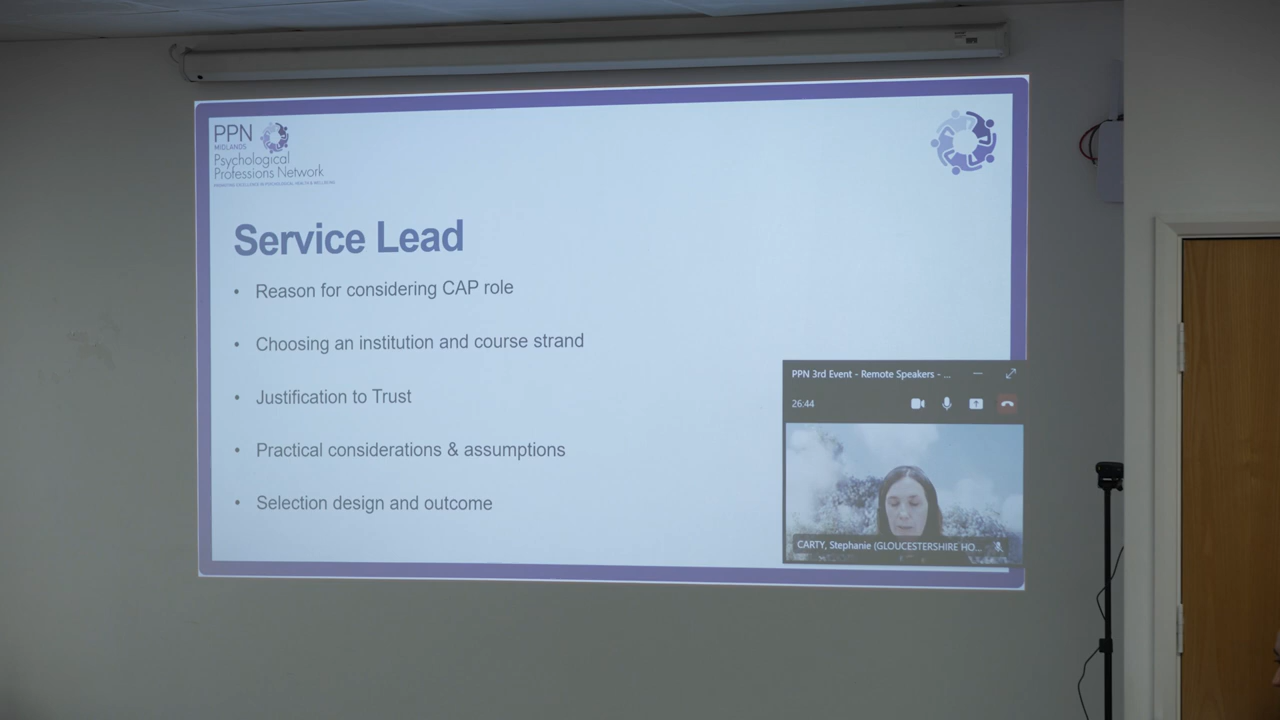 PPN
MIDLANDS
Psychological
Professions Network
Service Lead
• Reason for considering CAP role
• Choosing an institution and course strand
• Justification to Trust
• Practical considerations & assumptions
• Selection design and outcome
PPN 3rd Event - Remote Speakers - ...
26:44
CARTY, Stephanie (GLOUCESTERSHIRE HO...